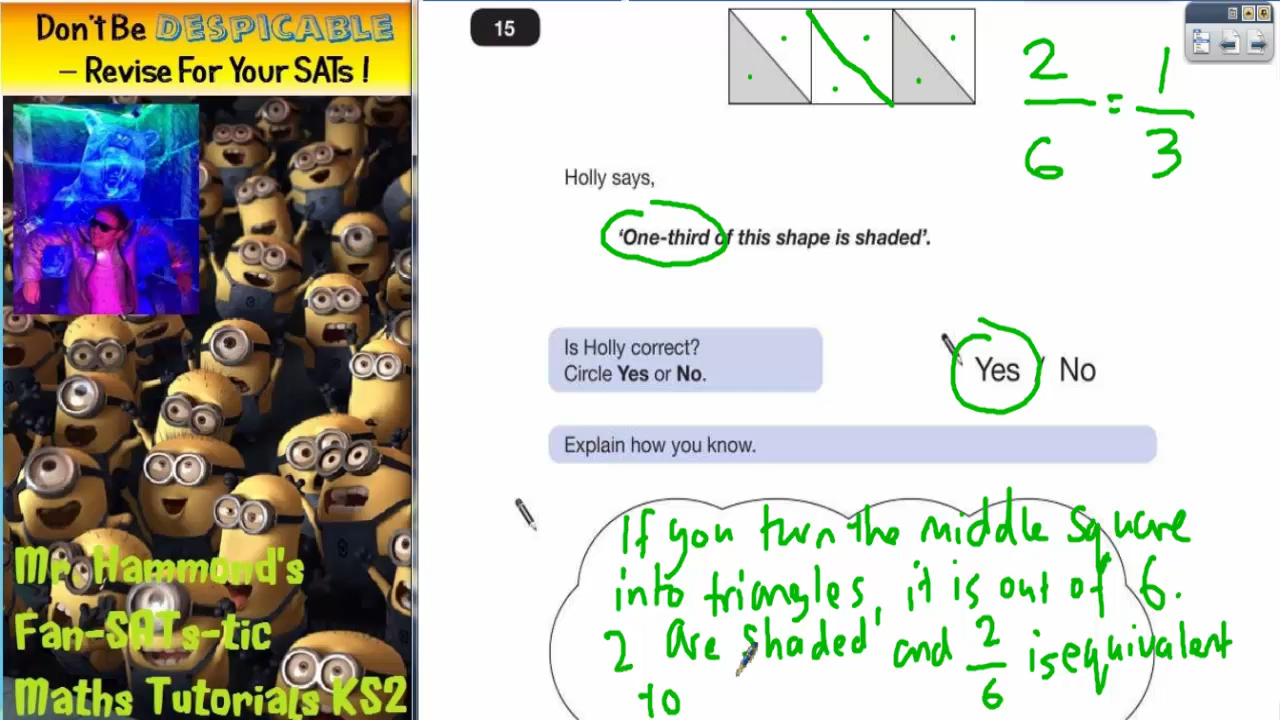 Don't Be DESPICABLE
– Revise For Your SATs !
Mr. Hammond's
Fan-SATs-tic
Maths Tutorials KS2
15
2
6
=
1
3
Holly says,
'One-third of this shape is shaded'.
Is Holly correct?
Circle Yes or No.
Yes / No
Explain how you know.
If you turn the middle square
into triangles, it is out of 6.
2 are shaded and 2/6 is equivalent
to